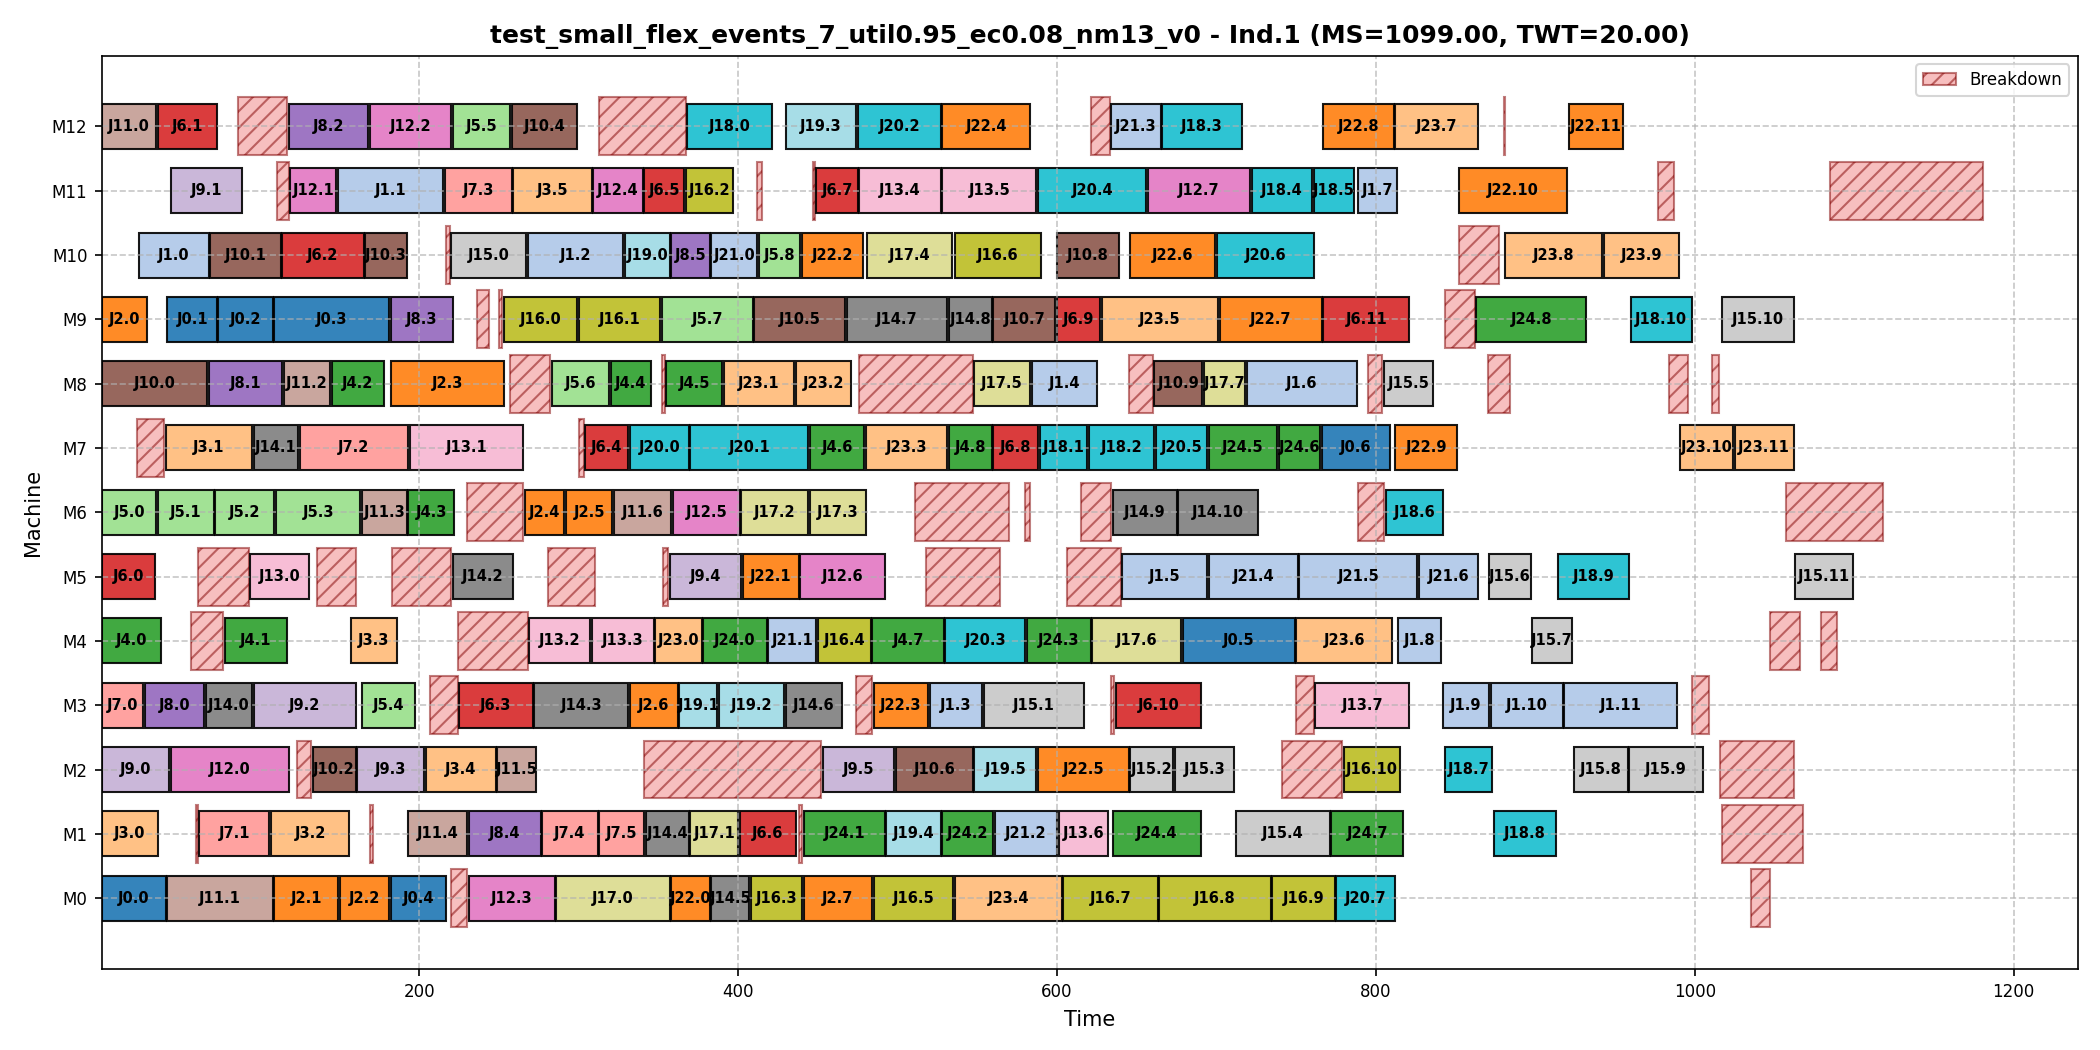 test_small_flex_events_7_util0.95_ec0.08_nm13_v0 - Ind.1 (MS=1099.00, TWT=20.00)
Breakdown
M12 J11.0 J6.1 J8.2 J12.2 J5.5 J10.4 J18.0 J19.3 J20.2 J22.4 J21.3 J18.3 J22.8 J23.7 J22.11
M11 J9.1 J12.1 J1.1 J7.3 J3.5 J12.4 J6.5 J16.2 J6.7 J13.4 J13.5 J20.4 J12.7 J18.4 J18.5 J1.7 J22.10
M10 J1.0 J10.1 J6.2 J10.3 J15.0 J1.2 J19.0 J8.5 J21.0 J5.8 J22.2 J17.4 J16.6 J10.8 J22.6 J20.6 J23.8 J23.9
M9 J2.0 J0.1 J0.2 J0.3 J8.3 J16.0 J16.1 J5.7 J10.5 J14.7 J14.8 J10.7 J6.9 J23.5 J22.7 J6.11 J24.8 J18.10 J15.10
M8 J10.0 J8.1 J11.2 J4.2 J2.3 J5.6 J4.4 J4.5 J23.1 J23.2 J17.5 J1.4 J10.9 J17.7 J1.6 J15.5
M7 J3.1 J14.1 J7.2 J13.1 J6.4 J20.0 J20.1 J4.6 J23.3 J4.8 J6.8 J18.1 J18.2 J20.5 J24.5 J24.6 J0.6 J22.9 J23.10 J23.11
M6 J5.0 J5.1 J5.2 J5.3 J11.3 J4.3 J2.4 J2.5 J11.6 J12.5 J17.2 J17.3 J14.9 J14.10 J18.6
M5 J6.0 J13.0 J14.2 J9.4 J22.1 J12.6 J1.5 J21.4 J21.5 J21.6 J15.6 J18.9 J15.11
M4 J4.0 J4.1 J3.3 J13.2 J13.3 J23.0 J24.0 J21.1 J16.4 J4.7 J20.3 J24.3 J17.6 J0.5 J23.6 J1.8 J15.7
M3 J7.0 J8.0 J14.0 J9.2 J5.4 J6.3 J14.3 J2.6 J19.1 J19.2 J14.6 J22.3 J1.3 J15.1 J6.10 J13.7 J1.9 J1.10 J1.11
M2 J9.0 J12.0 J10.2 J9.3 J3.4 J11.5 J9.5 J10.6 J19.5 J22.5 J15.2 J15.3 J16.10 J18.7 J15.8 J15.9
M1 J3.0 J7.1 J3.2 J11.4 J8.4 J7.4 J7.5 J14.4 J17.1 J6.6 J24.1 J19.4 J24.2 J21.2 J13.6 J24.4 J15.4 J24.7 J18.8
M0 J0.0 J11.1 J2.1 J2.2 J0.4 J12.3 J17.0 J22.0 J14.5 J16.3 J2.7 J16.5 J23.4 J16.7 J16.8 J16.9 J20.7
Machine
200 400 600 800 1000 1200
Time